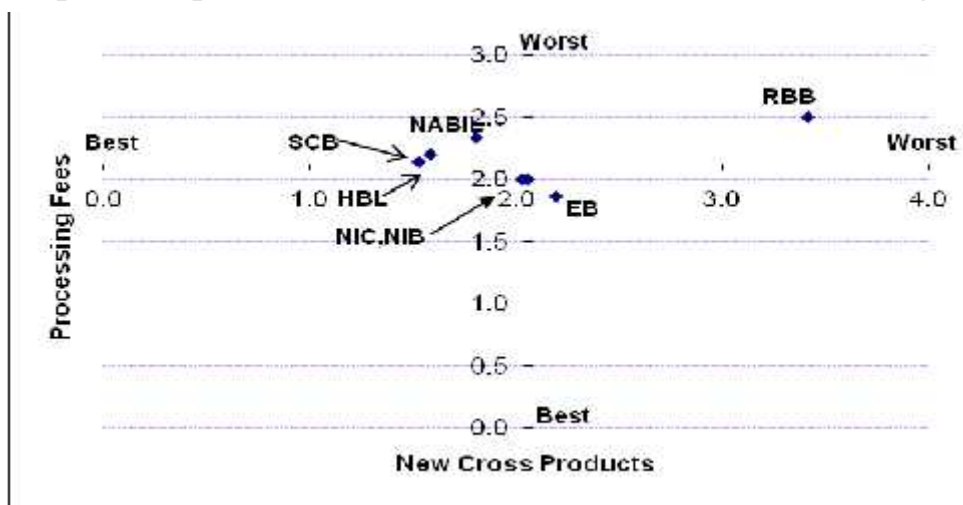 3.0 Worst
RBB
NABIL 2.5
Best SCB Worst
2.0
0.0 1.0 HBL 2.0 EB 3.0 4.0
NIC,NIB 1.5
Processing Fees
1.0
0.5
0.0 Best
New Cross Products